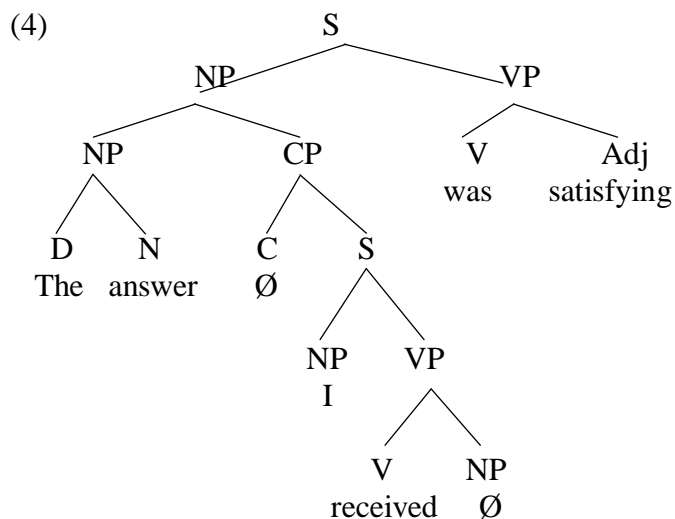 (4) S
NP VP
NP CP V Adj
was satisfying
D N C S
The answer Ø
NP VP
I
V NP
received Ø